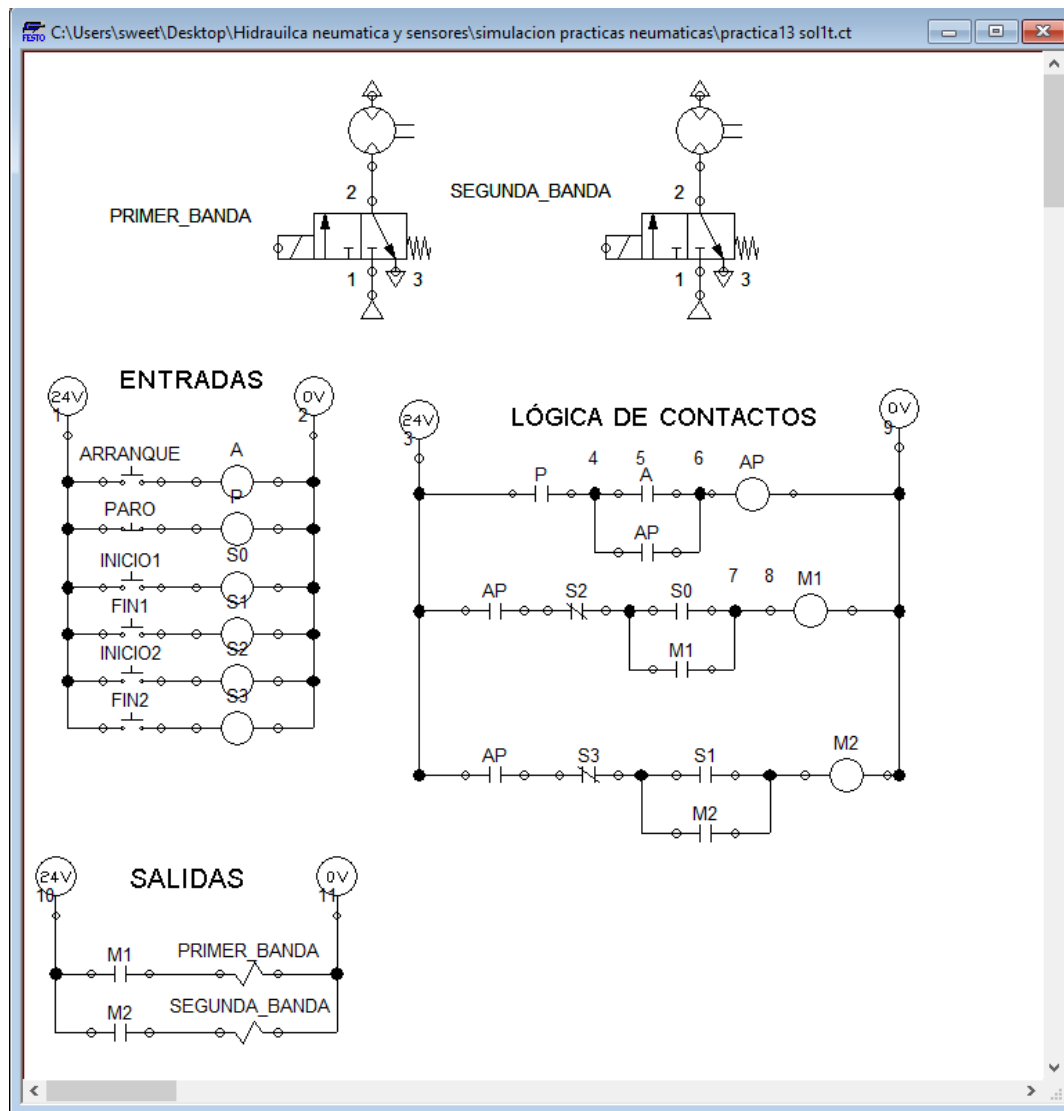 FESTO C:\Users\sweet\Desktop\Hidrauilca neumatica y sensores\simulacion practicas neumaticas\practica13 sol1t.ct
2 SEGUNDA_BANDA 2
PRIMER_BANDA
1 3 1 3
ENTRADAS
24V 0V
1 2
ARRANQUE A
PARO P
INICIO1 S0
FIN1 S1
INICIO2 S2
FIN2 S3
LÓGICA DE CONTACTOS
24V 0V
3 9
P 4 5 A 6 AP
AP
AP S2 S0 7 8 M1
M1
AP S3 S1 M2
M2
SALIDAS
24V 0V
10 11
M1 PRIMER_BANDA
M2 SEGUNDA_BANDA